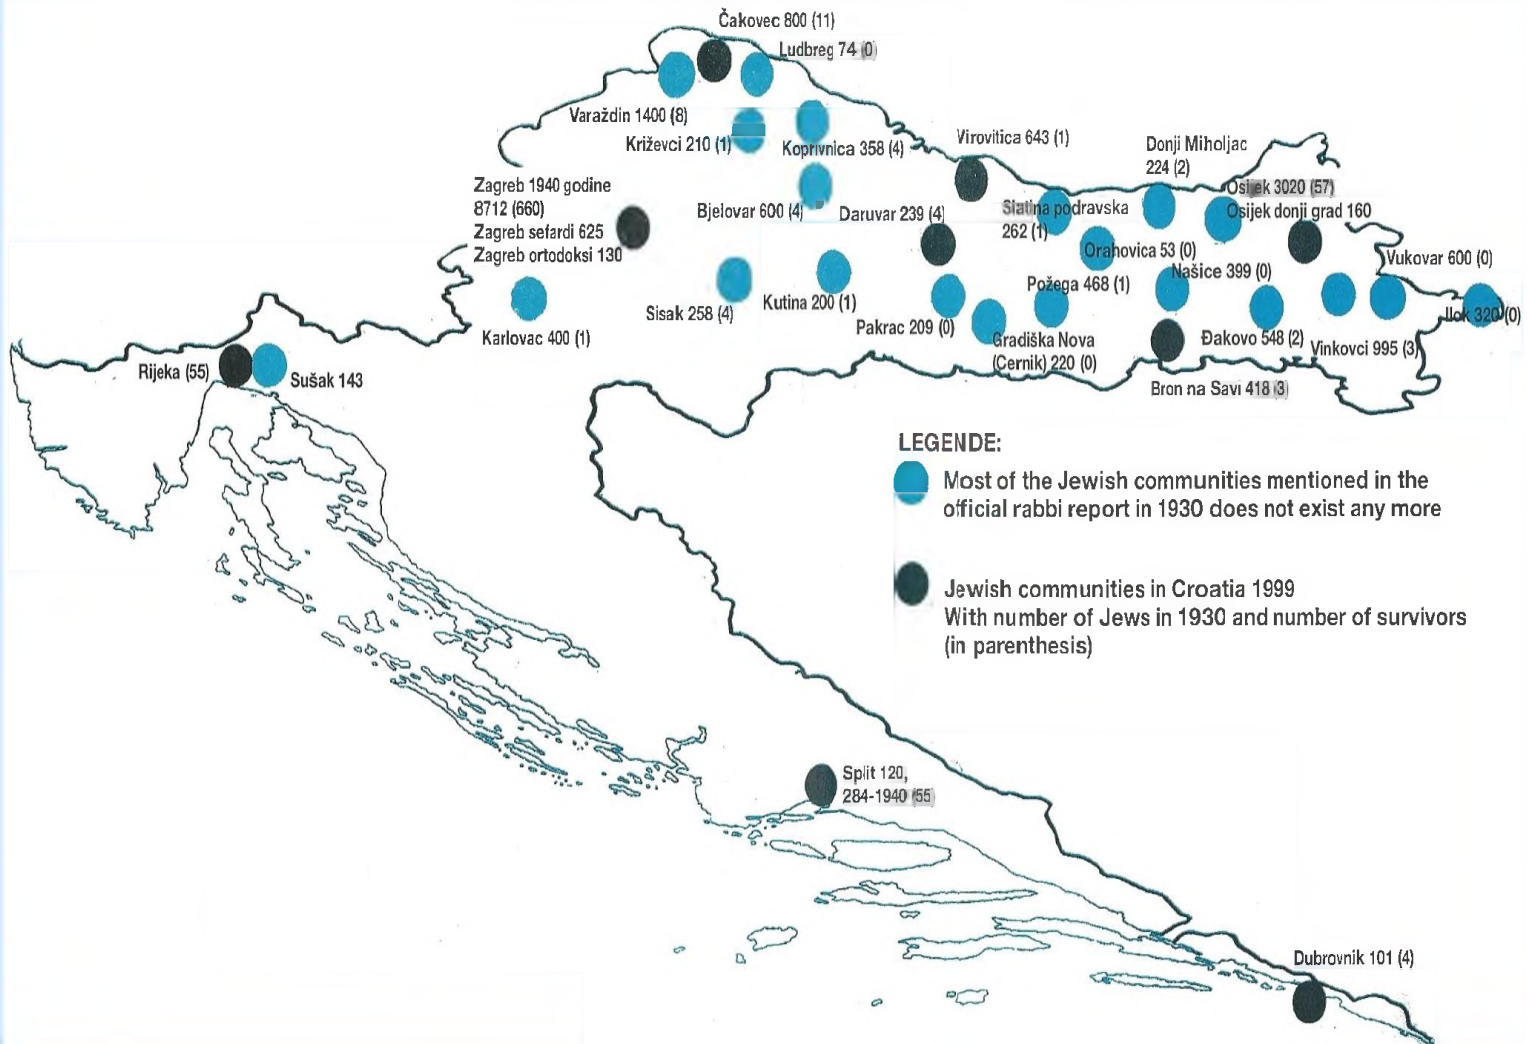 Čakovec 800 (11)
Ludbreg 74 (0)
Varaždin 1400 (8)
Križevci 210 (1)
Koprivnica 358 (4)
Virovitica 643 (1)
Donji Miholjac
224 (2)
Zagreb 1940 godine
8712 (660)
Zagreb sefardi 625
Zagreb ortodoksi 130
Bjelovar 600 (4)
Daruvar 239 (4)
Slatina podravska
262 (1)
Osijek 3020 (57)
Osijek donji grad 160
Orahovica 53 (0)
Našice 399 (0)
Vukovar 600 (0)
Požega 468 (1)
Karlovac 400 (1)
Sisak 258 (4)
Kutina 200 (1)
Pakrac 209 (0)
Gradiška Nova
(Cernik) 220 (0)
Đakovo 548 (2)
Vinkovci 995 (3)
Ilok 320 (0)
Rijeka (55)
Sušak 143
Bron na Savi 418 (3)
LEGENDE:
Most of the Jewish communities mentioned in the
official rabbi report in 1930 does not exist any more
Jewish communities in Croatia 1999
With number of Jews in 1930 and number of survivors
(in parenthesis)
Split 120,
284-1940 (55)
Dubrovnik 101 (4)